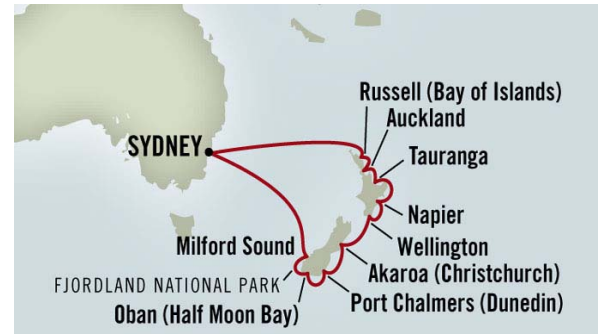 Russell (Bay of Islands)
Auckland
SYDNEY
Tauranga
Napier
Milford Sound
Wellington
Akaroa (Christchurch)
FJORDLAND NATIONAL PARK
Port Chalmers (Dunedin)
Oban (Half Moon Bay)